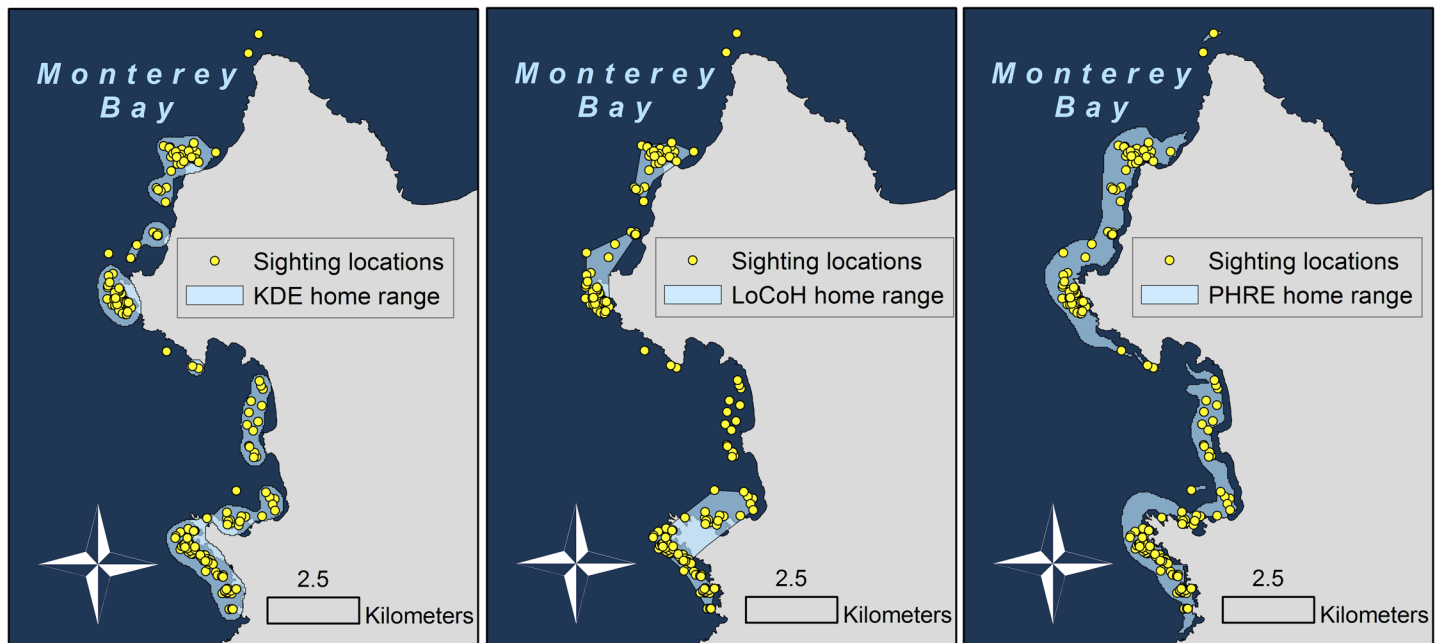 Monterey
Bay
Sighting locations
KDE home range
2.5
Kilometers
Monterey
Bay
Sighting locations
LoCoH home range
2.5
Kilometers
Monterey
Bay
Sighting locations
PHRE home range
2.5
Kilometers